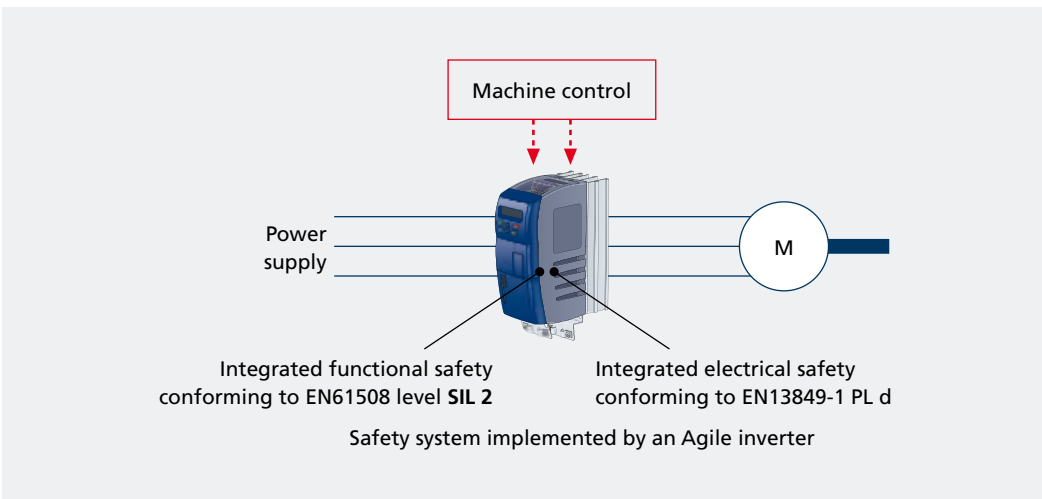 Machine control
Power
supply
M
Integrated functional safety
conforming to EN61508 level SIL 2
Integrated electrical safety
conforming to EN13849-1 PL d
Safety system implemented by an Agile inverter